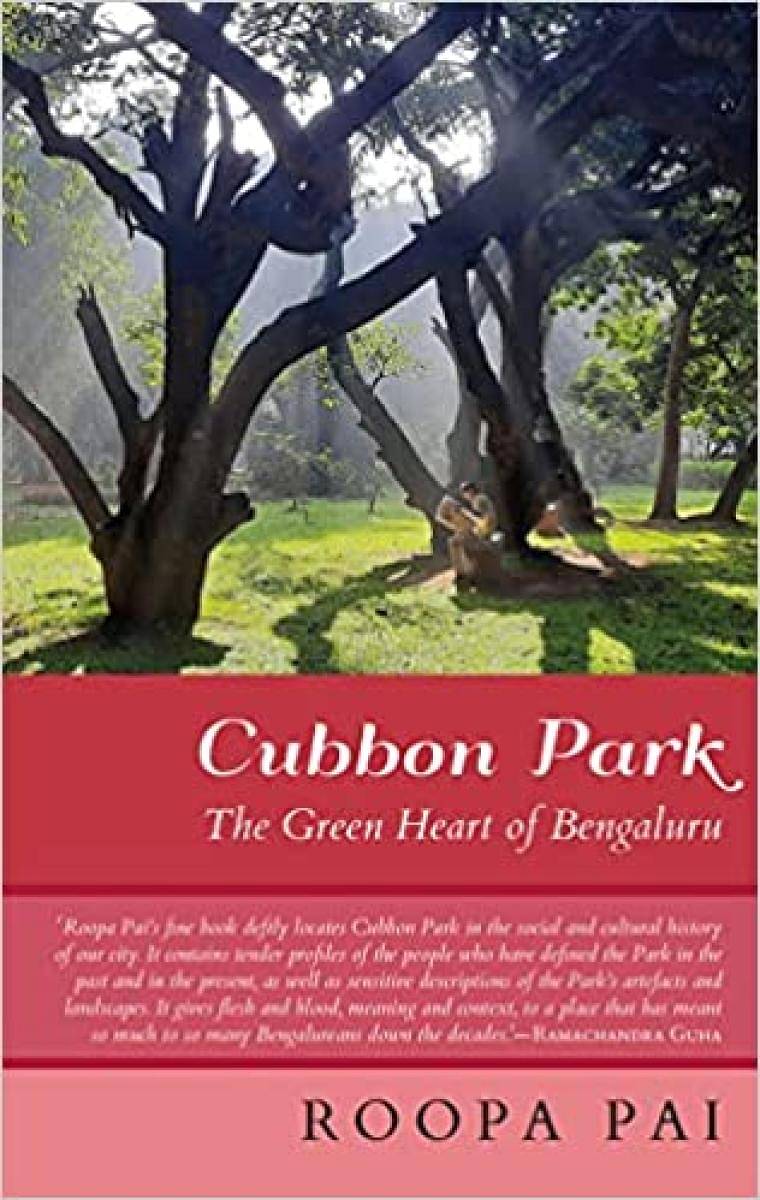 Cubbon Park
The Green Heart of Bengaluru
'Roopa Pai's fine book deftly locates Cubbon Park in the social and cultural history
of our city. It contains tender profiles of the people who have defined the Park in the
past and in the present, as well as sensitive descriptions of the Park's artefacts and
landscapes. It gives flesh and blood, meaning and context, to a place that has meant
so much to so many Bengalureans down the decades.'—RAMACHANDRA GUHA
ROOPA PAI